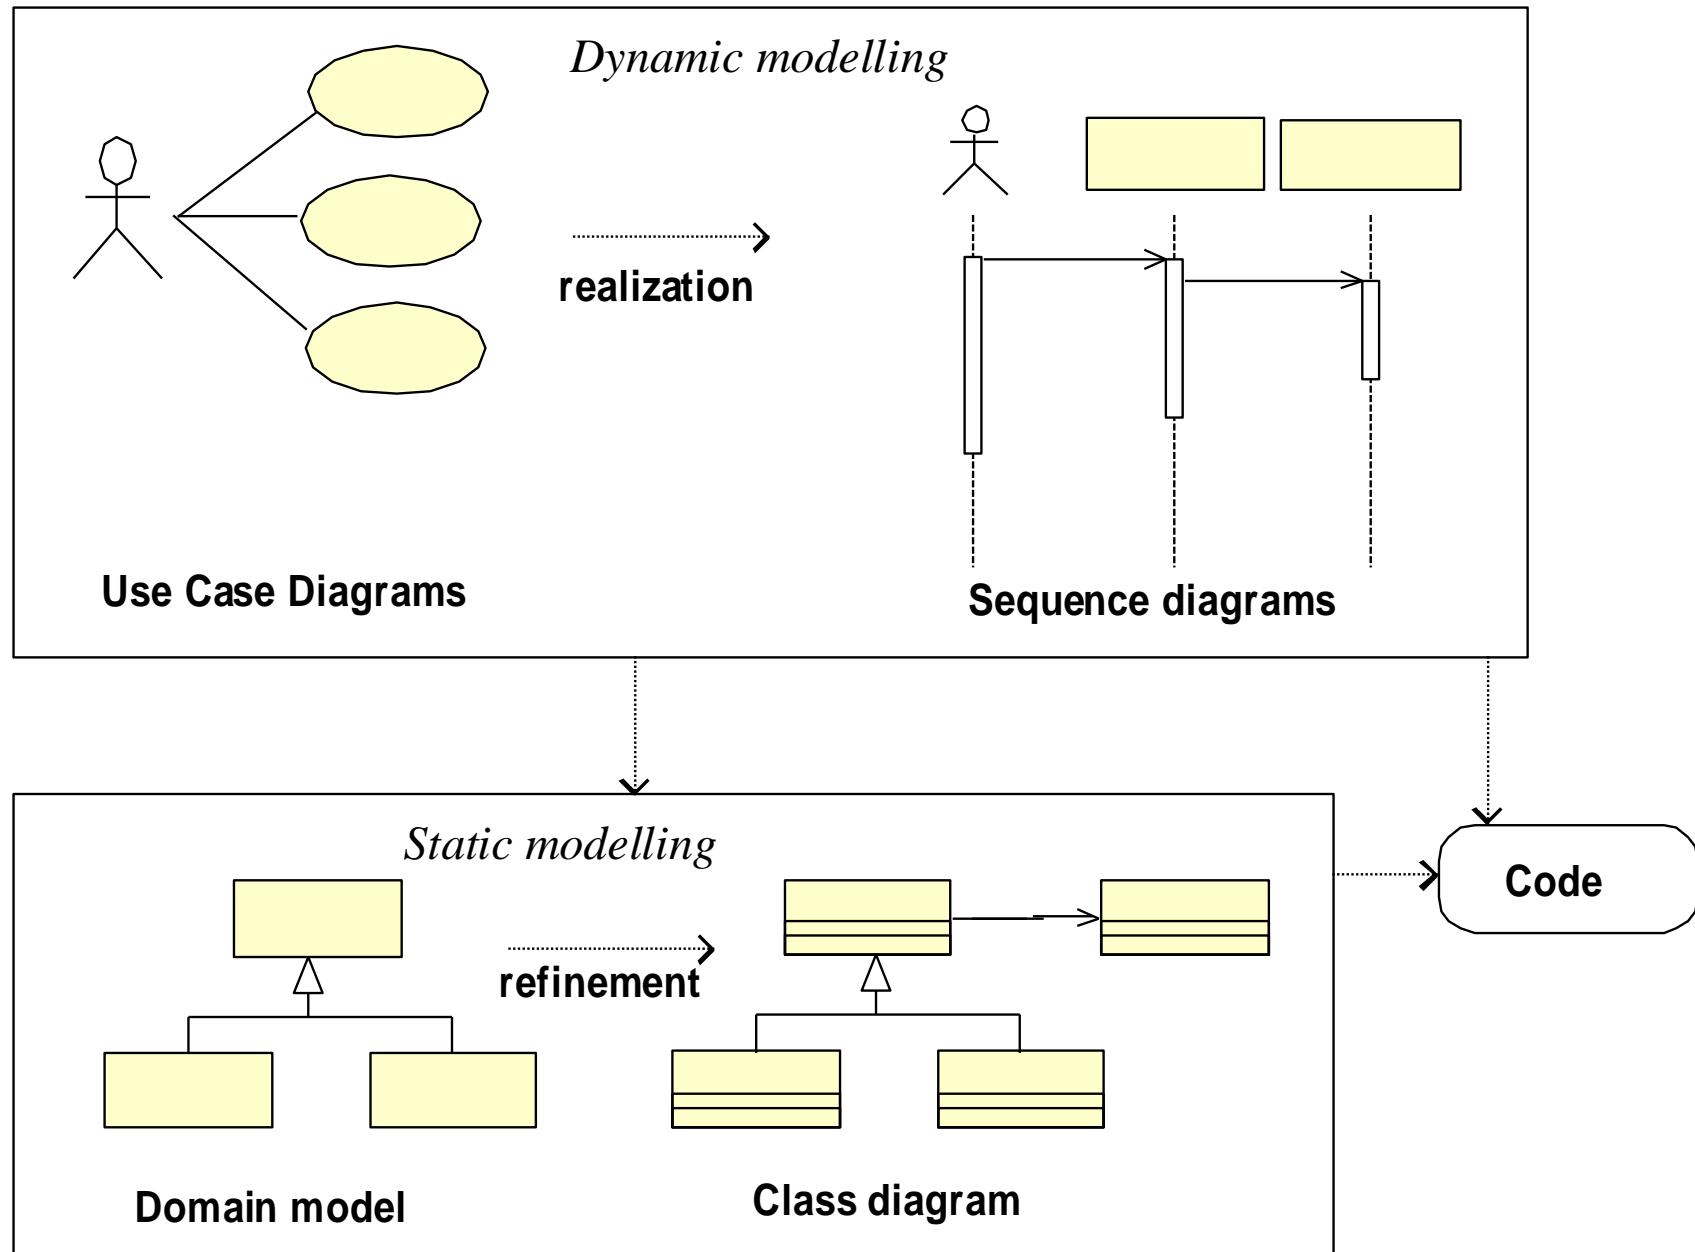 Dynamic modelling
realization
Use Case Diagrams
Sequence diagrams
Static modelling
Code
refinement
Domain model
Class diagram